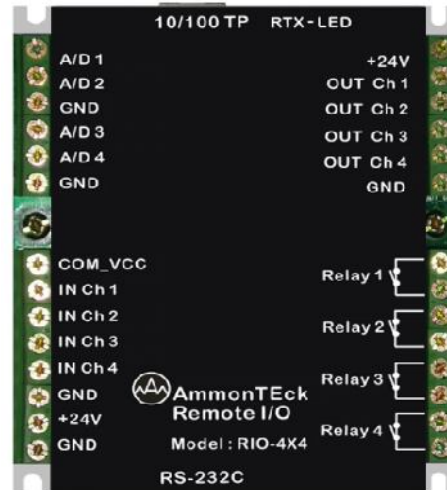 10/100 TP RTX-LED
A/D 1
A/D 2
GND
A/D 3
A/D 4
GND
+24V
OUT Ch 1
OUT Ch 2
OUT Ch 3
OUT Ch 4
GND
COM_VCC
IN Ch 1
IN Ch 2
IN Ch 3
IN Ch 4
GND
+24V
GND
Relay 1
Relay 2
Relay 3
Relay 4
AmmonTEck
Remote I/O
Model : RIO-4X4
RS-232C